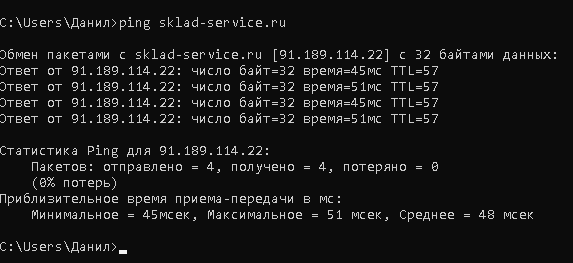 C:\Users\Данил>ping sklad-service.ru
Обмен пакетами с sklad-service.ru [91.189.114.22] с 32 байтами данных:
Ответ от 91.189.114.22: число байт=32 время=45мс TTL=57
Ответ от 91.189.114.22: число байт=32 время=51мс TTL=57
Ответ от 91.189.114.22: число байт=32 время=45мс TTL=57
Ответ от 91.189.114.22: число байт=32 время=51мс TTL=57
Статистика Ping для 91.189.114.22:
Пакетов: отправлено = 4, получено = 4, потеряно = 0
(0% потерь)
Приблизительное время приема-передачи в мс:
Минимальное = 45мсек, Максимальное = 51 мсек, Среднее = 48 мсек
C:\Users\Данил>